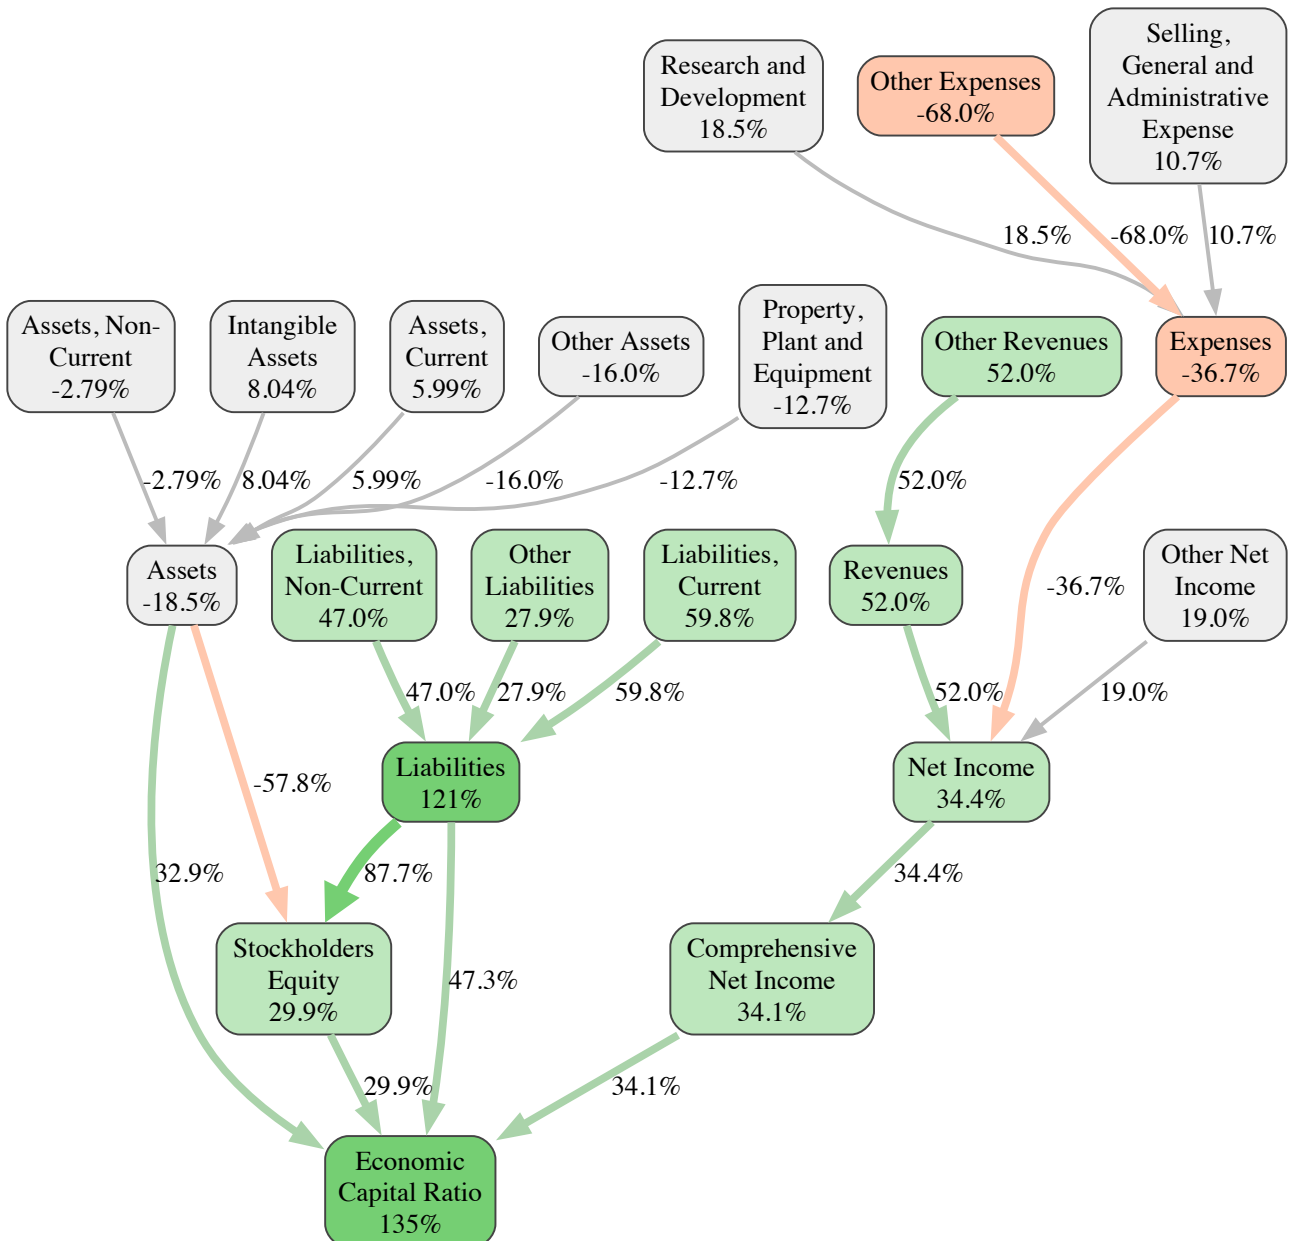 Selling,
General and
Administrative
Expense
10.7%
Research and
Development
18.5%
Other Expenses
-68.0%
18.5%
-68.0%
10.7%
Assets, Non-
Current
-2.79%
Intangible
Assets
8.04%
Assets,
Current
5.99%
Other Assets
-16.0%
Property,
Plant and
Equipment
-12.7%
Other Revenues
52.0%
Expenses
-36.7%
-2.79%
8.04%
5.99%
-16.0%
-12.7%
52.0%
Assets
-18.5%
Liabilities,
Non-Current
47.0%
Other
Liabilities
27.9%
Liabilities,
Current
59.8%
Revenues
52.0%
-36.7%
Other Net
Income
19.0%
47.0%
27.9%
59.8%
52.0%
19.0%
Liabilities
121%
Net Income
34.4%
-57.8%
32.9%
87.7%
34.4%
Stockholders
Equity
29.9%
47.3%
Comprehensive
Net Income
34.1%
29.9%
34.1%
Economic
Capital Ratio
135%